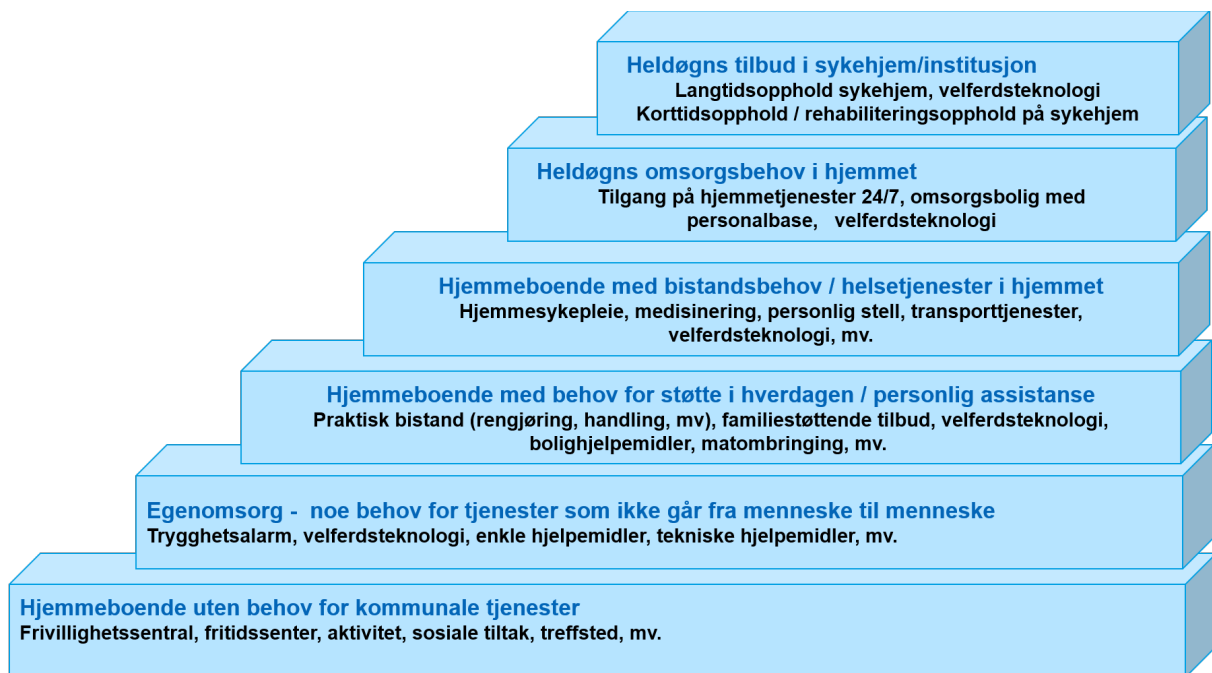 Heldøgns tilbud i sykehjem/institusjon
Langtidsopphold sykehjem, velferdsteknologi
Korttidsopphold / rehabiliteringsopphold på sykehjem
Heldøgns omsorgsbehov i hjemmet
Tilgang på hjemmetjenester 24/7, omsorgsbolig med
personalbase, velferdsteknologi
Hjemmeboende med bistandsbehov / helsetjenester i hjemmet
Hjemmesykepleie, medisinering, personlig stell, transporttjenester,
velferdsteknologi, mv.
Hjemmeboende med behov for støtte i hverdagen / personlig assistanse
Praktisk bistand (rengjøring, handling, mv), familiestøttende tilbud, velferdsteknologi,
bolighjelpemidler, matombringing, mv.
Egenomsorg - noe behov for tjenester som ikke går fra menneske til menneske
Trygghetsalarm, velferdsteknologi, enkle hjelpemidler, tekniske hjelpemidler, mv.
Hjemmeboende uten behov for kommunale tjenester
Frivillighetssentral, fritidssenter, aktivitet, sosiale tiltak, treffsted, mv.